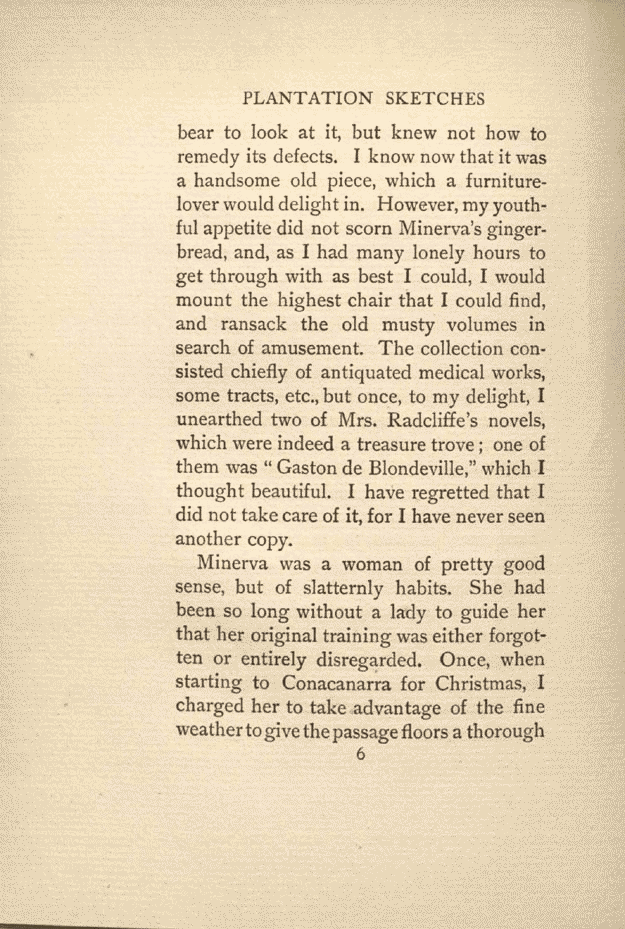 PLANTATION SKETCHES
bear to look at it, but knew not how to
remedy its defects. I know now that it was
a handsome old piece, which a furniture-
lover would delight in. However, my youth-
ful appetite did not scorn Minerva's ginger-
bread, and, as I had many lonely hours to
get through with as best I could, I would
mount the highest chair that I could find,
and ransack the old musty volumes in
search of amusement. The collection con-
sisted chiefly of antiquated medical works,
some tracts, etc., but once, to my delight, I
unearthed two of Mrs. Radcliffe's novels,
which were indeed a treasure trove; one of
them was "Gaston de Blondeville," which I
thought beautiful. I have regretted that I
did not take care of it, for I have never seen
another copy.
Minerva was a woman of pretty good
sense, but of slatternly habits. She had
been so long without a lady to guide her
that her original training was either forgot-
ten or entirely disregarded. Once, when
starting to Conacanarra for Christmas, I
charged her to take advantage of the fine
weather to give the passage floors a thorough
6